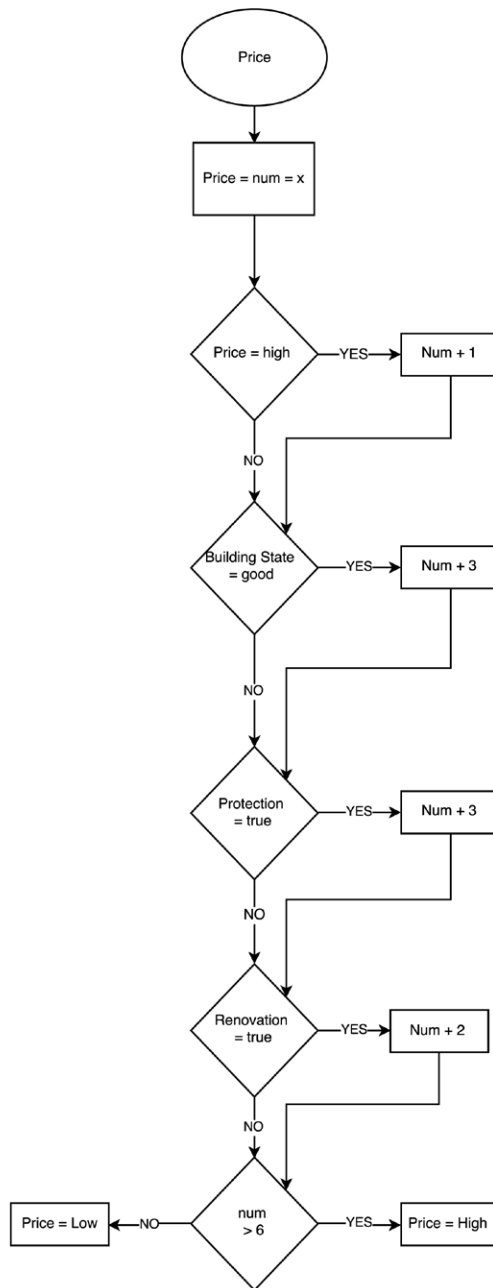 Price
Price = num = x
Price = high
YES
Num + 1
NO
Building State
= good
YES
Num + 3
NO
Protection
= true
YES
Num + 3
NO
Renovation
= true
YES
Num + 2
NO
Price = Low
NO
num
> 6
YES
Price = High